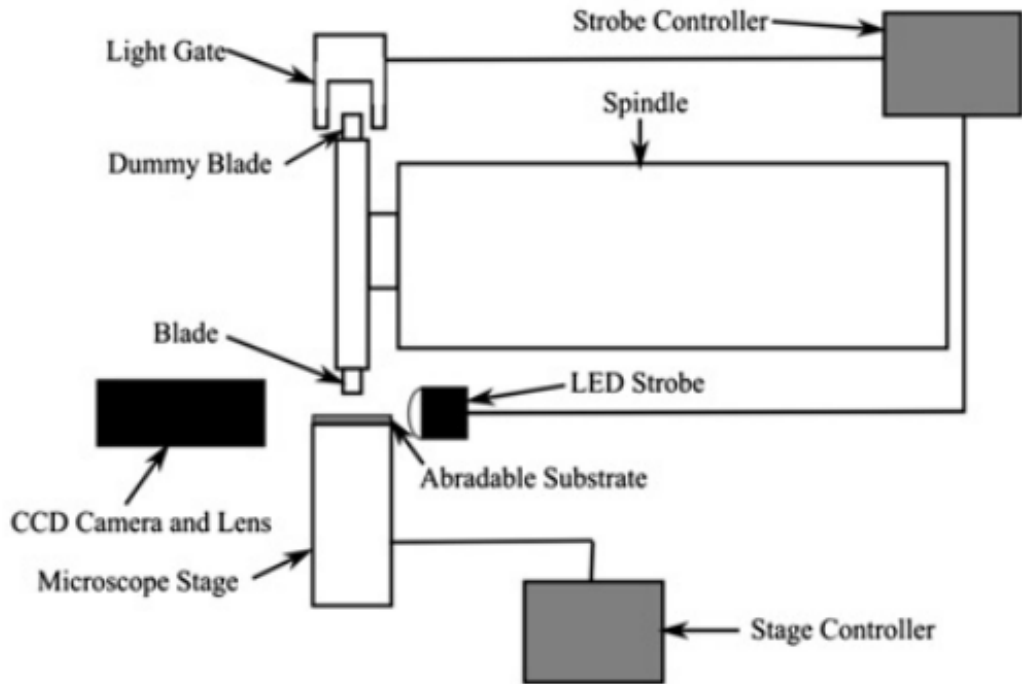 Strobe Controller
Light Gate
Spindle
Dummy Blade
Blade
LED Strobe
Abradable Substrate
CCD Camera and Lens
Microscope Stage
Stage Controller